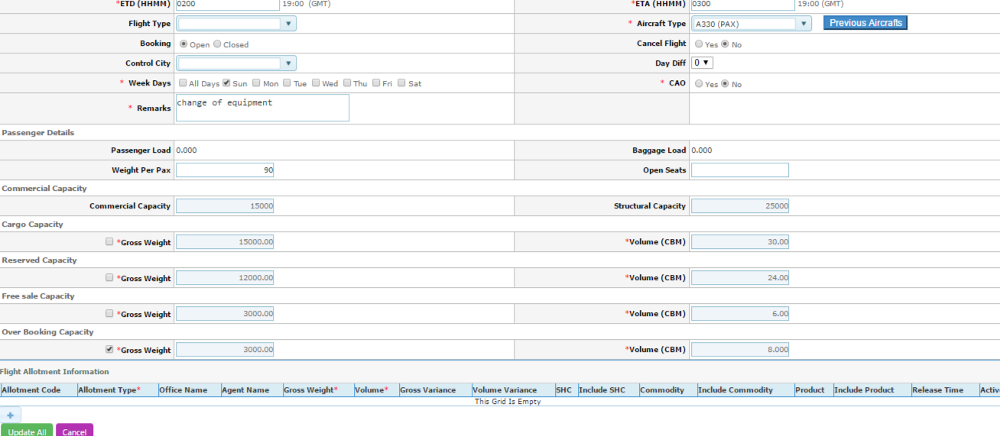 *ETD (HHMM) 0200 19:00 (GMT) *ETA (HHMM) 0300 19:00 (GMT)
Flight Type * Aircraft Type A330 (PAX) Previous Aircrafts
Booking Open Closed Cancel Flight Yes No
Control City Day Diff 0
* Week Days All Days Sun Mon Tue Wed Thu Fri Sat * CAO Yes No
* Remarks change of equipment
Passenger Details
Passenger Load 0.000 Baggage Load 0.000
Weight Per Pax 90 Open Seats
Commercial Capacity
Commercial Capacity 15000 Structural Capacity 25000
Cargo Capacity
*Gross Weight 15000.00 *Volume (CBM) 30.00
Reserved Capacity
*Gross Weight 12000.00 *Volume (CBM) 24.00
Free sale Capacity
*Gross Weight 3000.00 *Volume (CBM) 6.00
Over Booking Capacity
*Gross Weight 3000.00 *Volume (CBM) 8.000
Flight Allotment Information
Allotment Code Allotment Type* Office Name Agent Name Gross Weight* Volume* Gross Variance Volume Variance SHC Include SHC Commodity Include Commodity Product Include Product Release Time Active
This Grid Is Empty
+
Update All Cancel